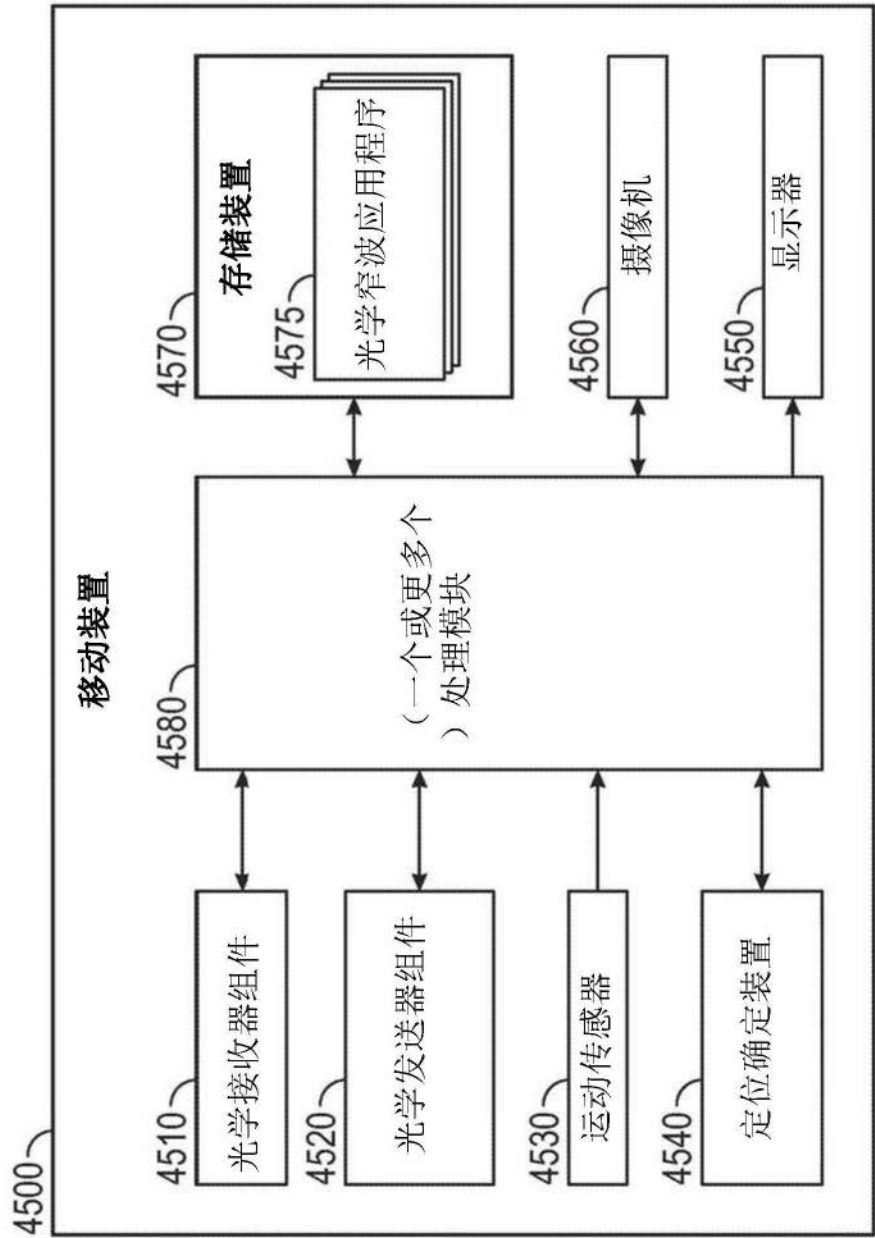 4500
移动装置
4510
光学接收器组件
4520
光学发送器组件
4530
运动传感器
4540
定位确定装置
4580
（一个或更多个
）处理模块
4570
存储装置
4575
光学窄波应用程序
4560
摄像机
4550
显示器